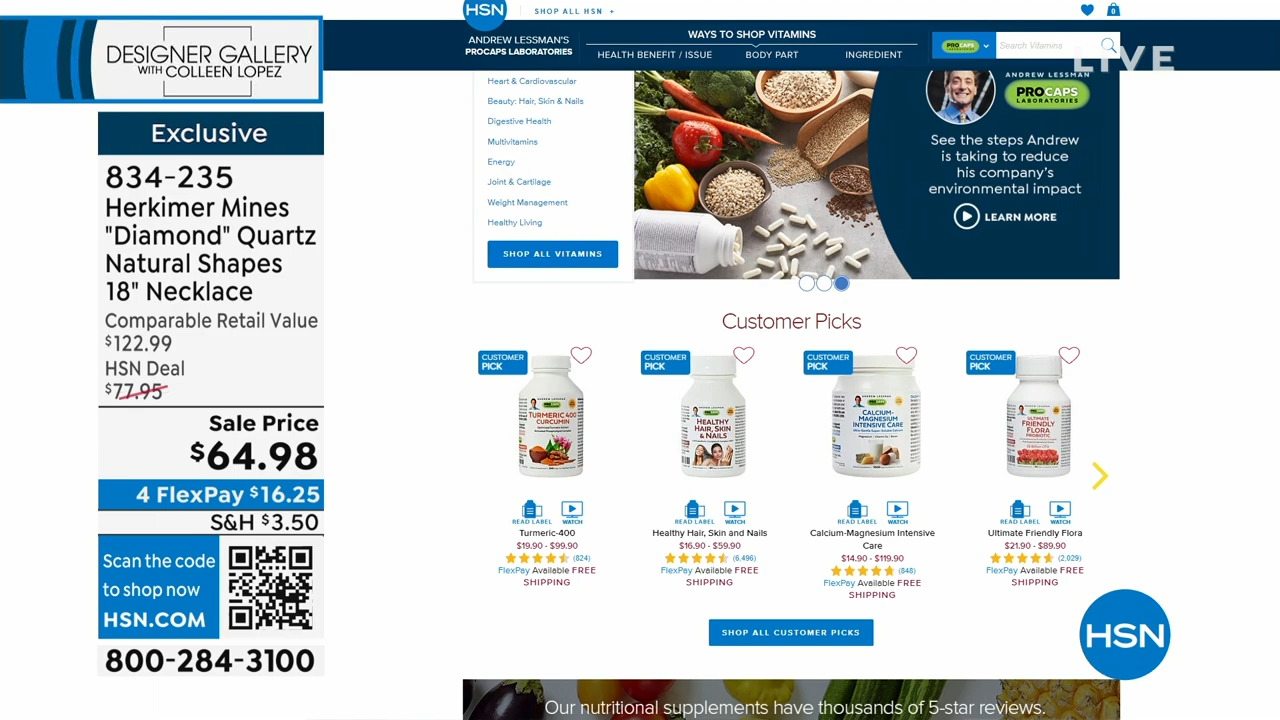 DESIGNER GALLERY
WITH COLLEEN LOPEZ
Exclusive
834-235
Herkimer Mines
"Diamond" Quartz
Natural Shapes
18" Necklace
Comparable Retail Value
$122.99
HSN Deal
$77.95
Sale Price
$64.98
4 FlexPay $16.25
S&H $3.50
Scan the code
to shop now
HSN.COM
800-284-3100
HSN
SHOP ALL HSN +
0
ANDREW LESSMAN'S
PROCAPS LABORATORIES
WAYS TO SHOP VITAMINS
HEALTH BENEFIT / ISSUE BODY PART INGREDIENT
PROCAPS
Search Vitamins
LIVE
Heart & Cardiovascular
Beauty: Hair, Skin & Nails
Digestive Health
Multivitamins
Energy
Joint & Cartilage
Weight Management
Healthy Living
SHOP ALL VITAMINS
ANDREW LESSMAN
PROCAPS
LABORATORIES
See the steps Andrew
is taking to reduce
his company's
environmental impact
LEARN MORE
Customer Picks
CUSTOMER
PICK
TURMERIC 400
CURCUMIN
READ LABEL WATCH
Turmeric-400
$19.90 - $99.90
(824)
FlexPay Available FREE
SHIPPING
CUSTOMER
PICK
HEALTHY
HAIR, SKIN
& NAILS
READ LABEL WATCH
Healthy Hair, Skin and Nails
$16.90 - $59.90
(6,496)
FlexPay Available FREE
SHIPPING
CUSTOMER
PICK
CALCIUM-
MAGNESIUM
INTENSIVE CARE
READ LABEL WATCH
Calcium-Magnesium Intensive
Care
$14.90 - $119.90
(848)
FlexPay Available FREE
SHIPPING
CUSTOMER
PICK
ULTIMATE
FRIENDLY
FLORA
PROBIOTIC
READ LABEL WATCH
Ultimate Friendly Flora
$21.90 - $89.90
(2,029)
FlexPay Available FREE
SHIPPING
SHOP ALL CUSTOMER PICKS
HSN
Our nutritional supplements have thousands of 5-star reviews.